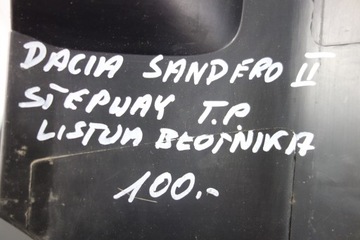 DACIA SANDERO II
STEPWAY T.P
LISTWA BŁOTNIKA
100.-